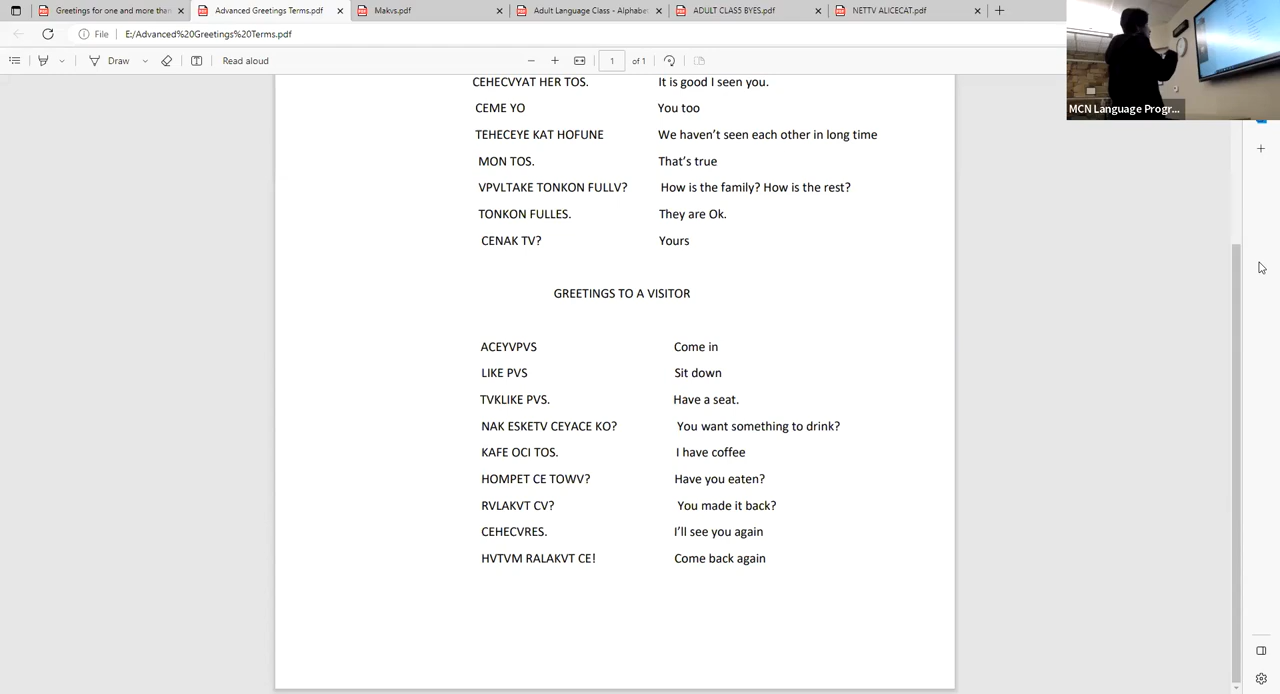 Greetings for one and more than
Advanced Greetings Terms.pdf
Makvs.pdf
Adult Language Class - Alphabe
ADULT CLAS5 BYES.pdf
NETTV ALICECAT.pdf
File
E:/Advanced%20Greetings%20Terms.pdf
Draw
Read aloud
1 of 1
MCN Language Progr...
CEHECVYAT HER TOS. It is good I seen you.
CEME YO You too
TEHECEYE KAT HOFUNE We haven't seen each other in long time
MON TOS. That's true
VPVLTAKE TONKON FULLV? How is the family? How is the rest?
TONKON FULLES. They are Ok.
CENAK TV? Yours
GREETINGS TO A VISITOR
ACEYVPVS Come in
LIKE PVS Sit down
TVKLIKE PVS. Have a seat.
NAK ESKETV CEYACE KO? You want something to drink?
KAFE OCI TOS. I have coffee
HOMPET CE TOWV? Have you eaten?
RVLAKVT CV? You made it back?
CEHECVRES. I'll see you again
HVTVM RALAKVT CE! Come back again